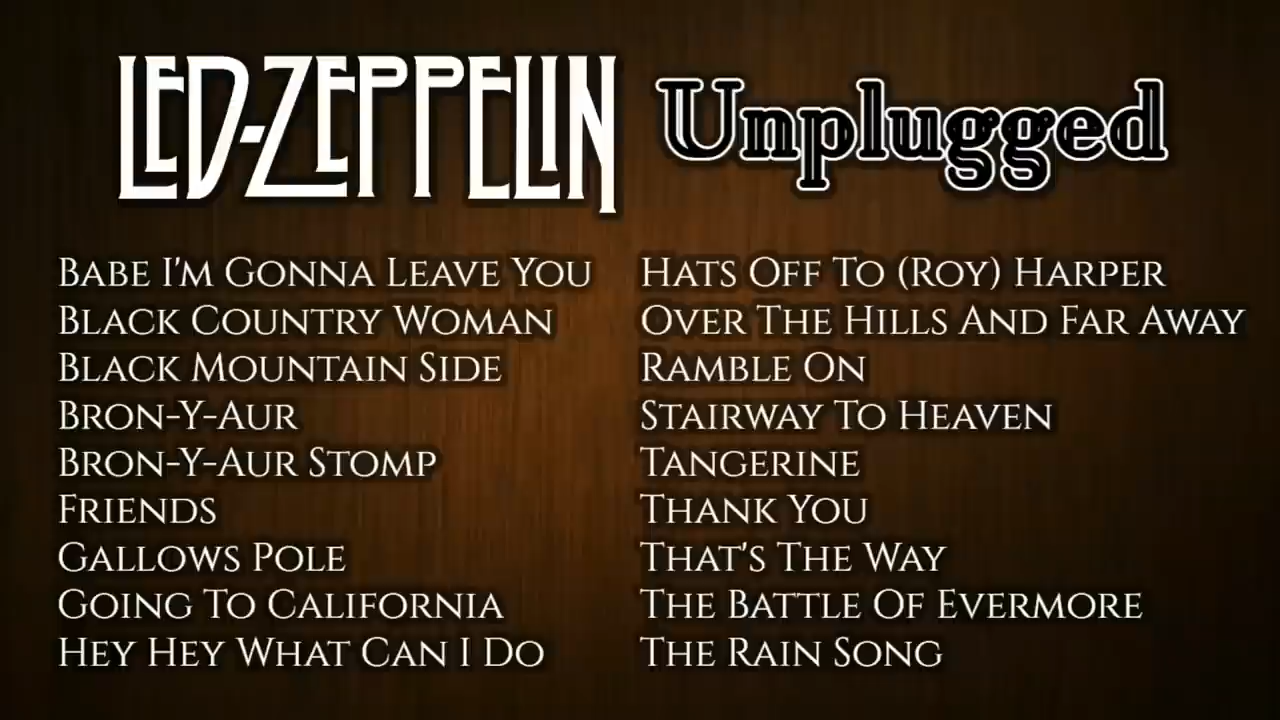 LED-ZEPPELIN Unplugged
BABE I'M GONNA LEAVE YOU
BLACK COUNTRY WOMAN
BLACK MOUNTAIN SIDE
BRON-Y-AUR
BRON-Y-AUR STOMP
FRIENDS
GALLOWS POLE
GOING TO CALIFORNIA
HEY HEY WHAT CAN I DO
HATS OFF TO (ROY) HARPER
OVER THE HILLS AND FAR AWAY
RAMBLE ON
STAIRWAY TO HEAVEN
TANGERINE
THANK YOU
THAT'S THE WAY
THE BATTLE OF EVERMORE
THE RAIN SONG